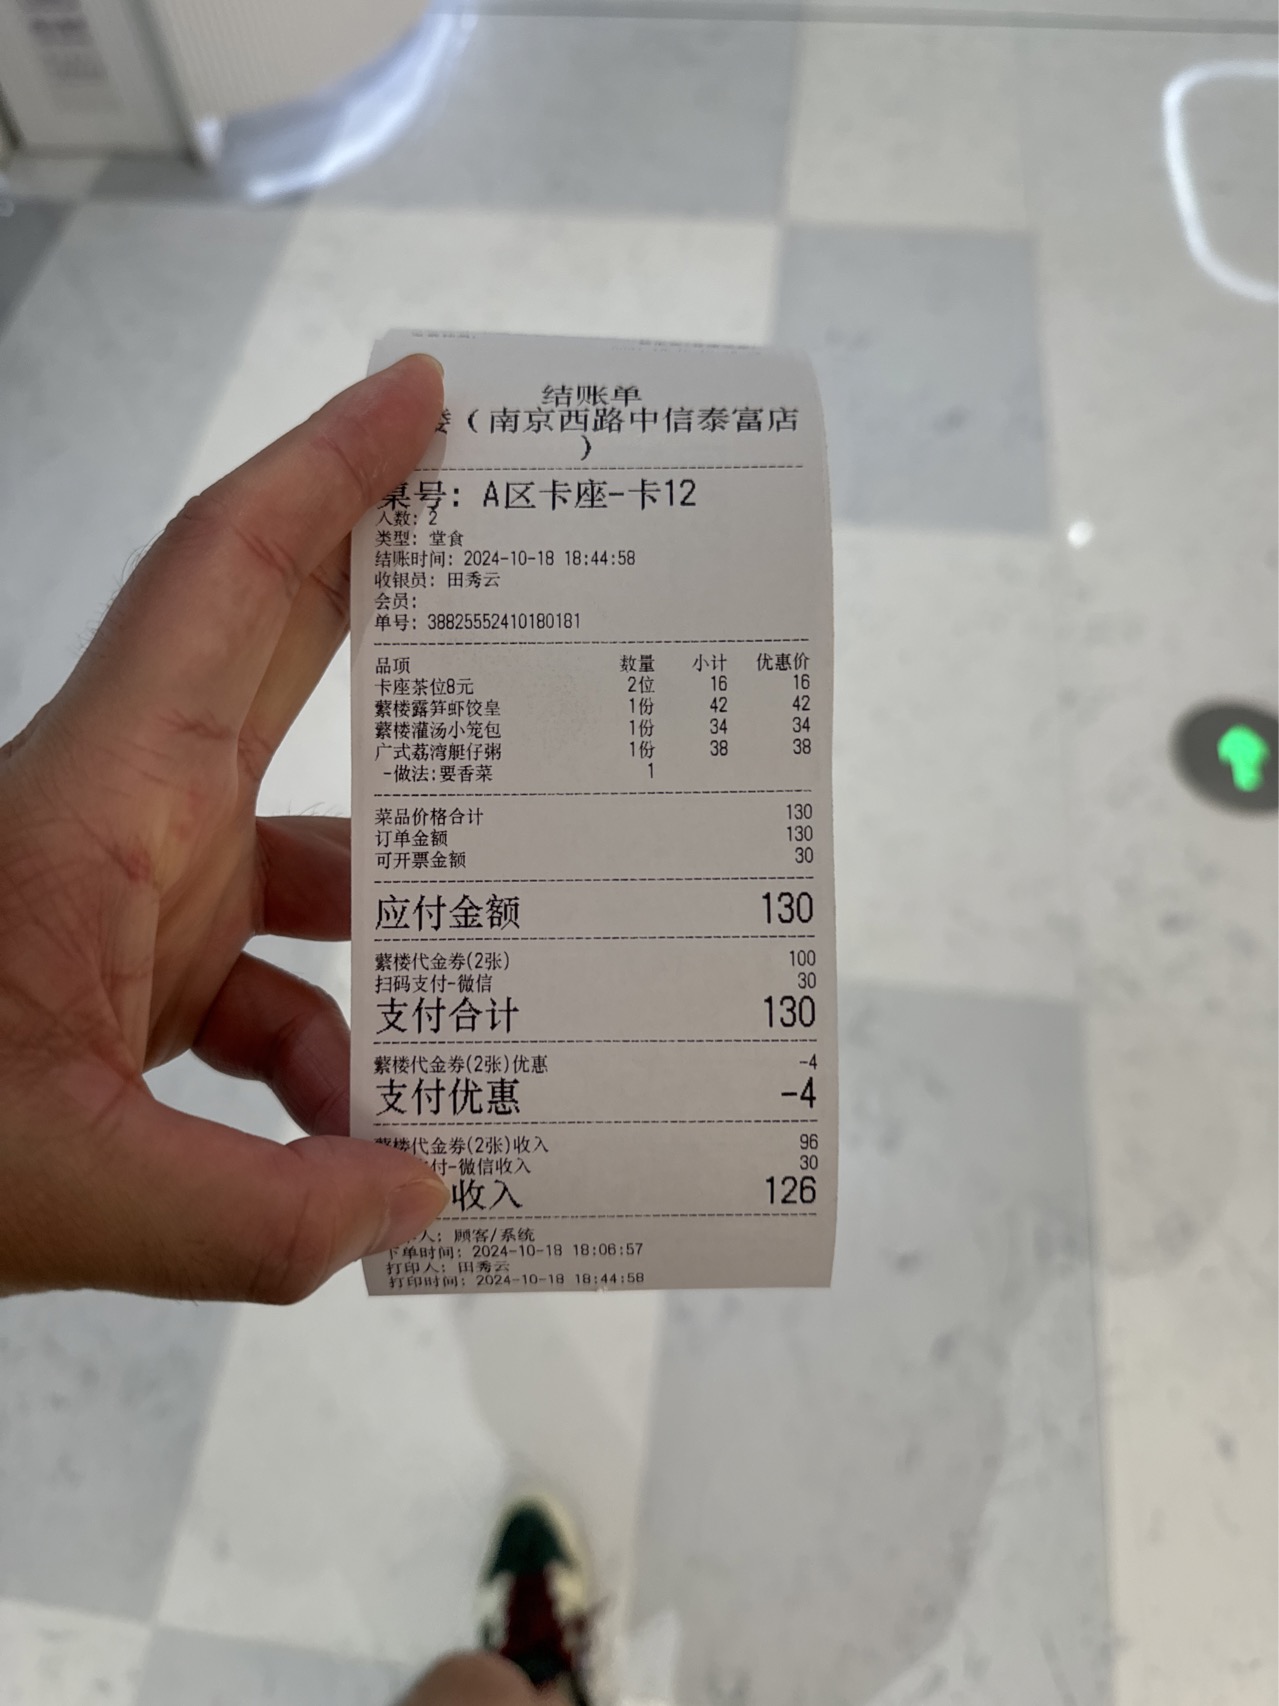 结账单
楼（南京西路中信泰富店
）
桌号：A区卡座-卡12
人数：2
类型：堂食
结账时间：2024-10-18 18:44:58
收银员：田秀云
会员：
单号：38825552410180181
品项 数量 小计 优惠价
卡座茶位8元 2位 16 16
蘩楼露笋虾饺皇 1份 42 42
蘩楼灌汤小笼包 1份 34 34
广式荔湾艇仔粥 1份 38 38
-做法:要香菜 1
菜品价格合计 130
订单金额 130
可开票金额 30
应付金额 130
蘩楼代金券(2张) 100
扫码支付-微信 30
支付合计 130
蘩楼代金券(2张)优惠 -4
支付优惠 -4
蘩楼代金券(2张)收入 96
付-微信收入 30
收入 126
人：顾客/系统
下单时间：2024-10-18 18:06:57
打印人：田秀云
打印时间：2024-10-18 18:44:58